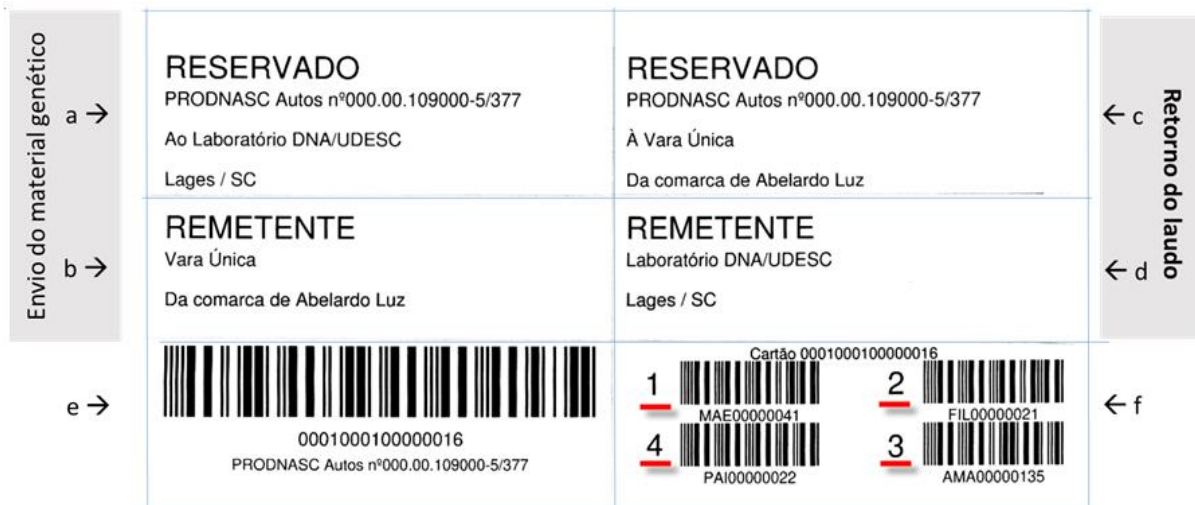 Envio do material genético
a →
RESERVADO
PRODNASC Autos nº000.00.109000-5/377
Ao Laboratório DNA/UDESC
Lages / SC
b →
REMETENTE
Vara Única
Da comarca de Abelardo Luz
RESERVADO
PRODNASC Autos nº000.00.109000-5/377
À Vara Única
Da comarca de Abelardo Luz
← c
REMETENTE
Laboratório DNA/UDESC
Lages / SC
← d
Retorno do laudo
e →
0001000100000016
PRODNASC Autos nº000.00.109000-5/377
Cartão 0001000100000016
1
MAE00000041
2
FIL00000021
4
PAI00000022
3
AMA00000135
← f